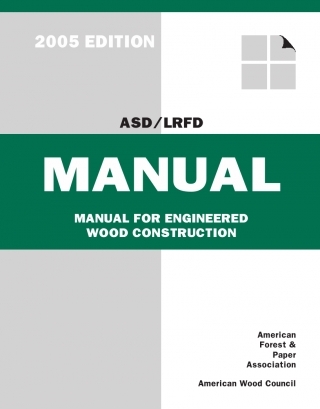 2005 EDITION
ASD/LRFD
MANUAL
MANUAL FOR ENGINEERED
WOOD CONSTRUCTION
American
Forest &
Paper
Association
American Wood Council